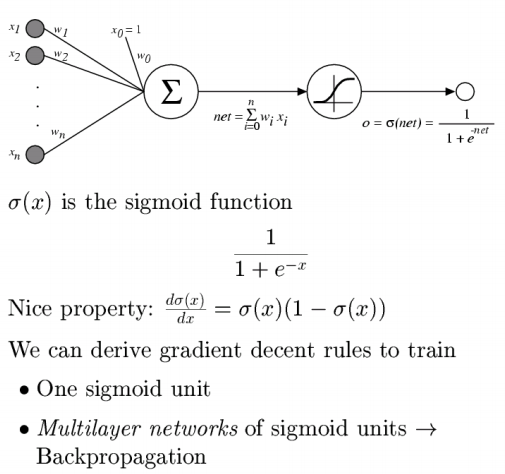 x1 w1 x0 = 1
x2 w2 w0
Σ
.
.
.
wn
xn
net = Σ wi xi
n
i=0
o = σ(net) = 1 / 1 + e^-net
σ(x) is the sigmoid function
1
1 + e^−x
Nice property: dσ(x)/dx = σ(x)(1 − σ(x))
We can derive gradient decent rules to train
• One sigmoid unit
• Multilayer networks of sigmoid units →
Backpropagation